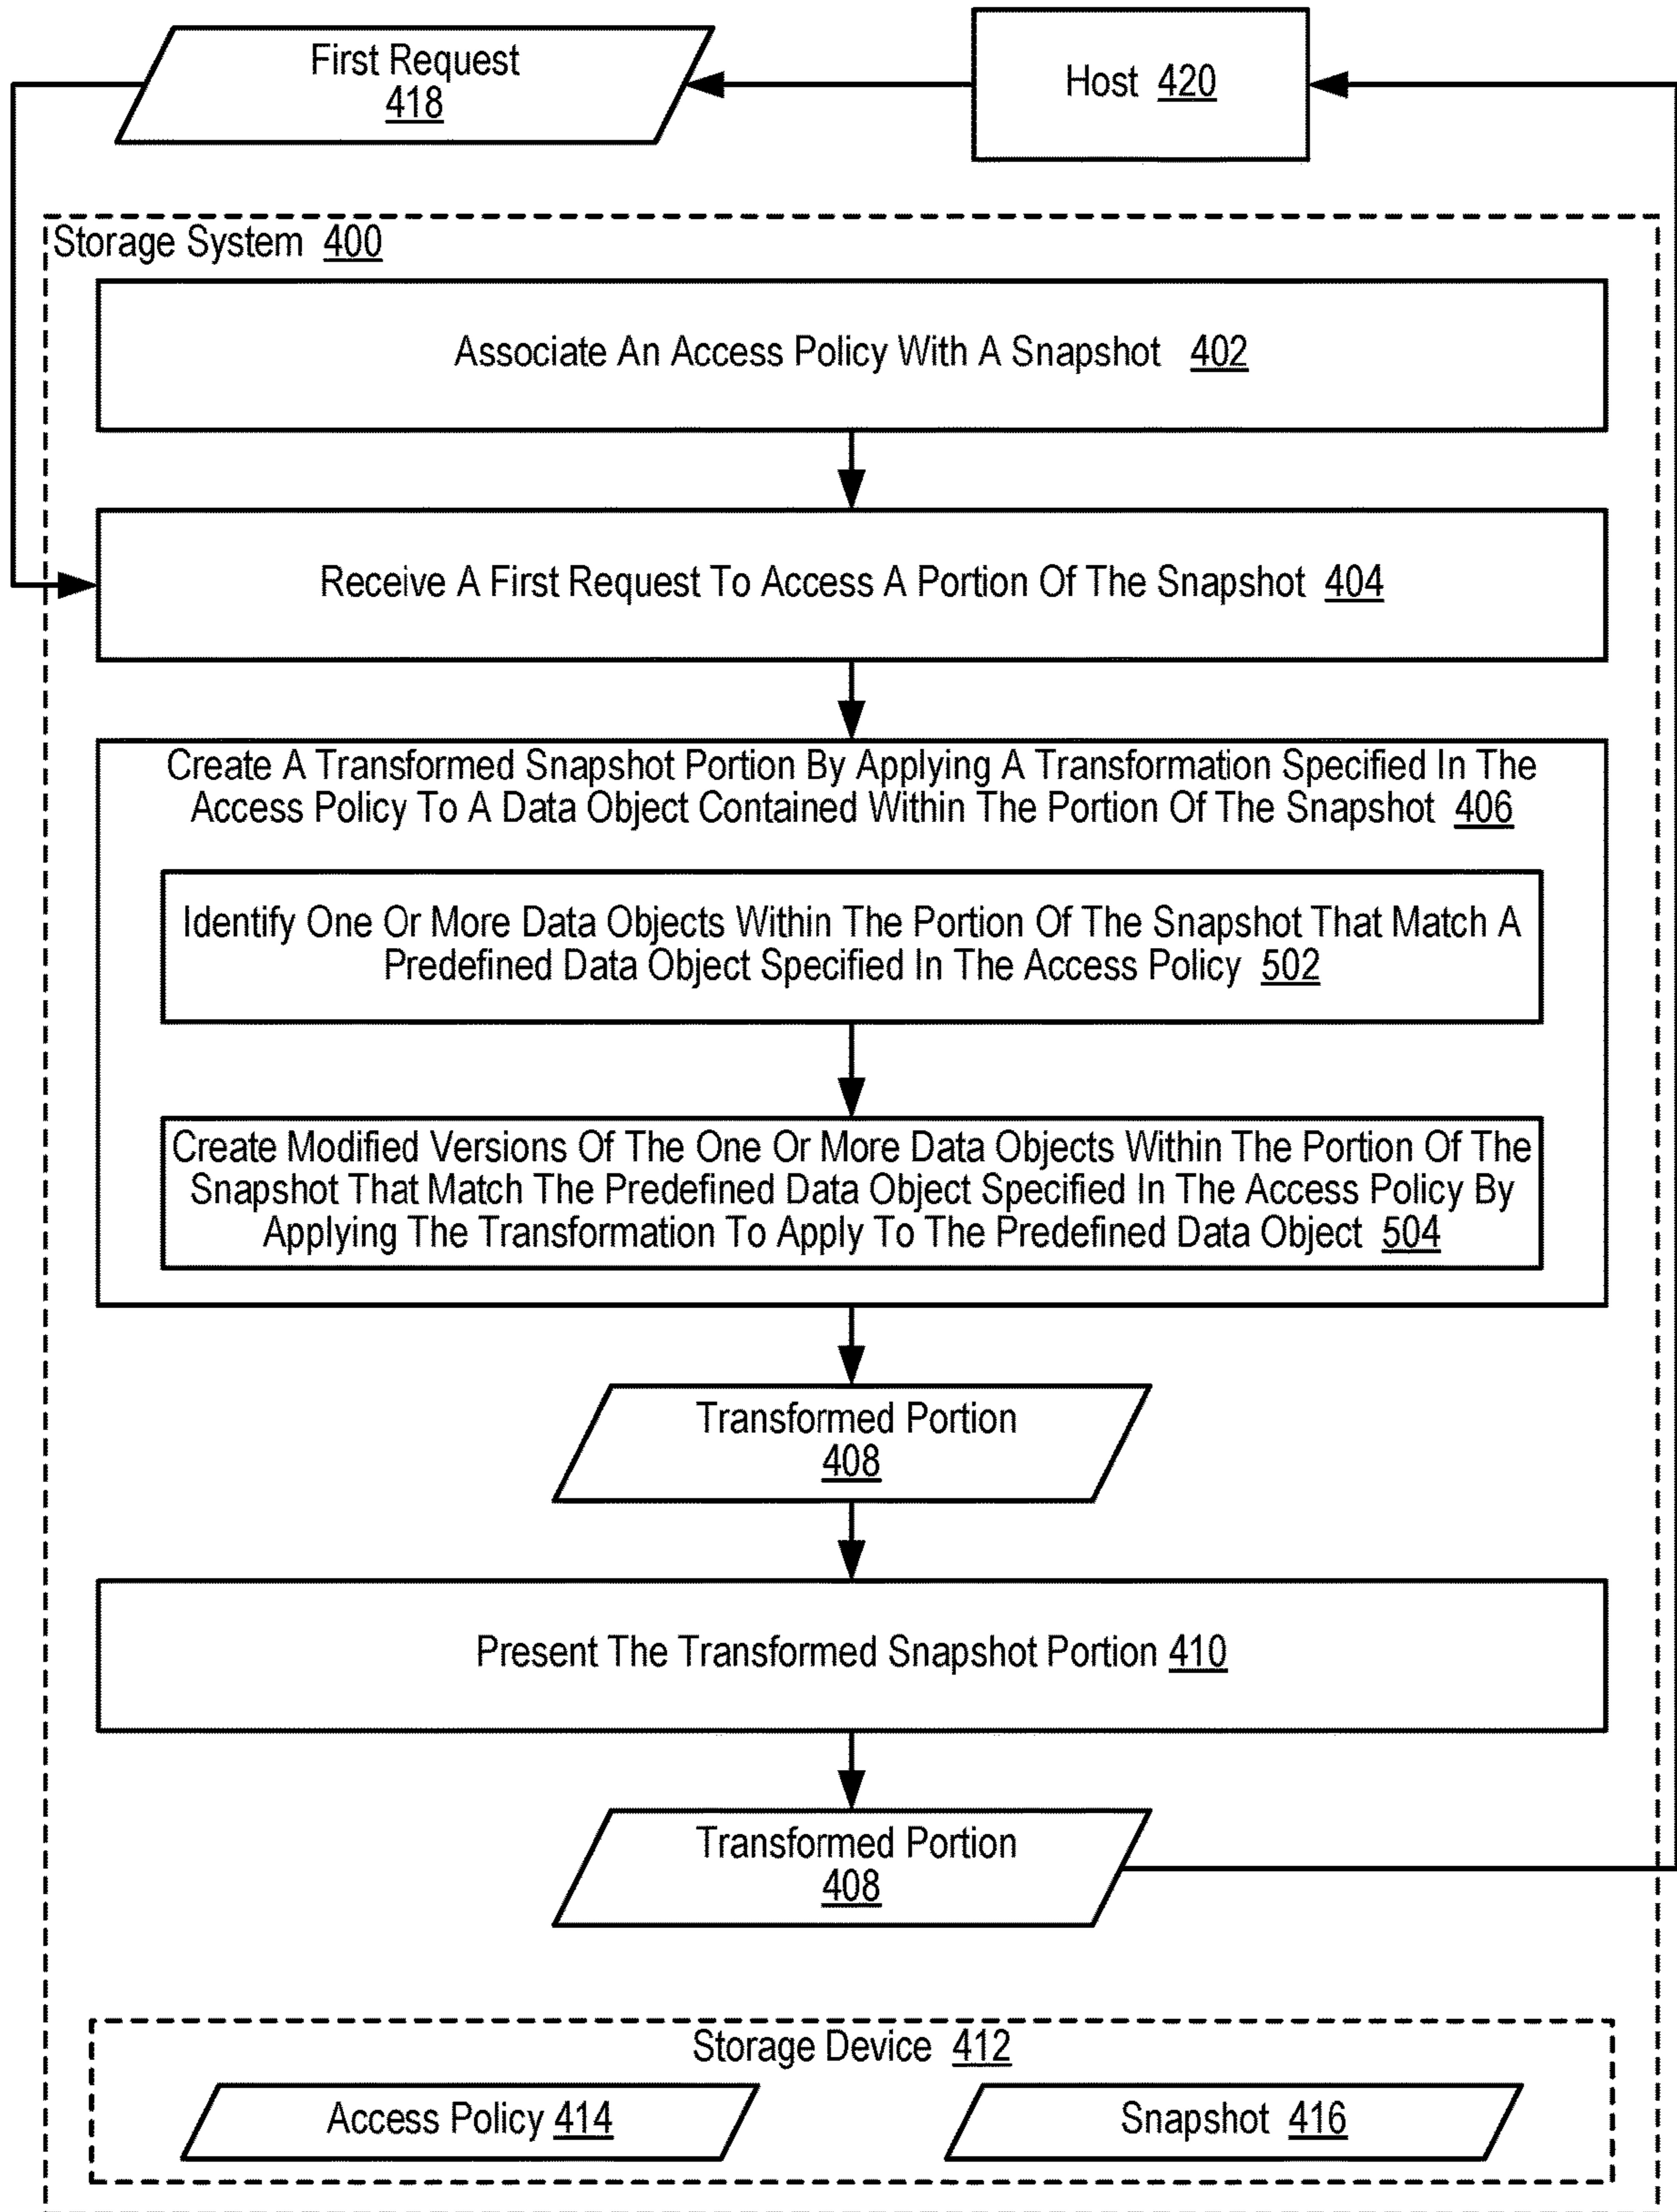 First Request
418
Host 420
Storage System 400
Associate An Access Policy With A Snapshot 402
Receive A First Request To Access A Portion Of The Snapshot 404
Create A Transformed Snapshot Portion By Applying A Transformation Specified In The
Access Policy To A Data Object Contained Within The Portion Of The Snapshot 406
Identify One Or More Data Objects Within The Portion Of The Snapshot That Match A
Predefined Data Object Specified In The Access Policy 502
Create Modified Versions Of The One Or More Data Objects Within The Portion Of The
Snapshot That Match The Predefined Data Object Specified In The Access Policy By
Applying The Transformation To Apply To The Predefined Data Object 504
Transformed Portion
408
Present The Transformed Snapshot Portion 410
Transformed Portion
408
Storage Device 412
Access Policy 414
Snapshot 416